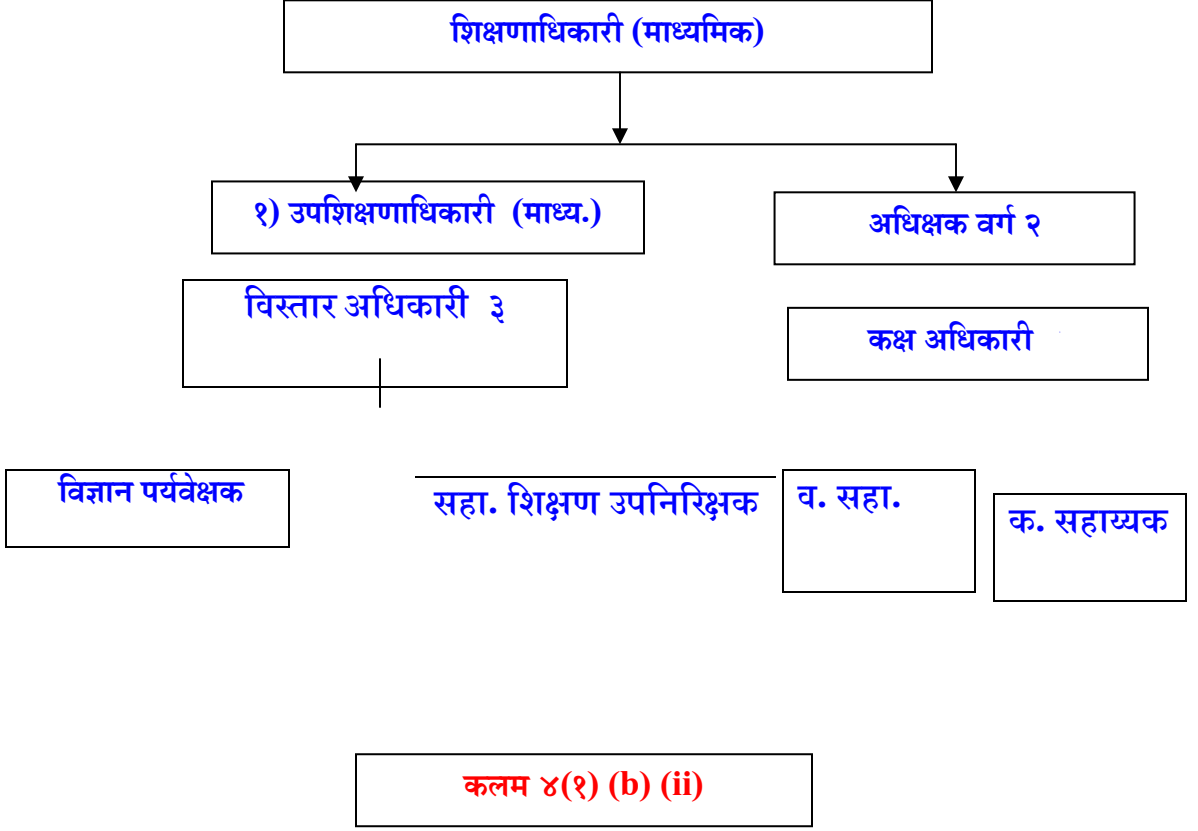 शिक्षणाधिकारी (माध्यमिक)
१) उपशिक्षणाधिकारी (माध्य.)
अधिक्षक वर्ग २
विस्तार अधिकारी ३
कक्ष अधिकारी
विज्ञान पर्यवेक्षक
सहा. शिक्षण उपनिरिक्षक
व. सहा.
क. सहाय्यक
कलम ४(१) (b) (ii)